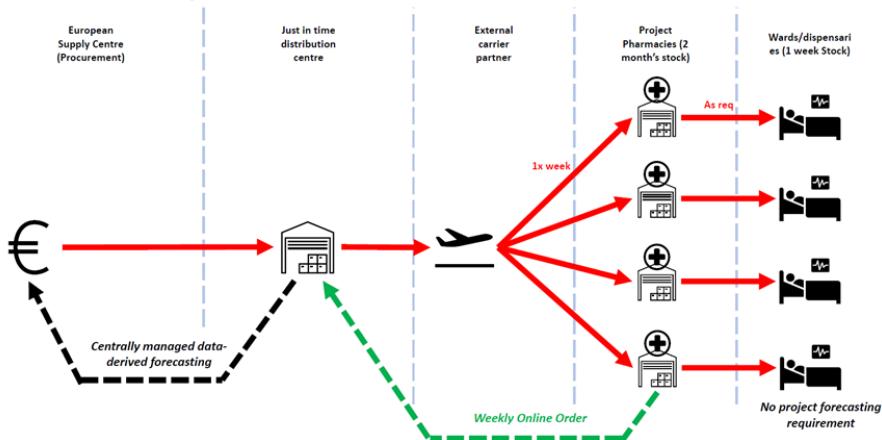 European
Supply Centre
(Procurement)
Just in time
distribution
centre
External
carrier
partner
Project
Pharmacies (2
month's stock)
Wards/dispensari
es (1 week Stock)
As req
1x week
Centrally managed data-
derived forecasting
Weekly Online Order
No project forecasting
requirement